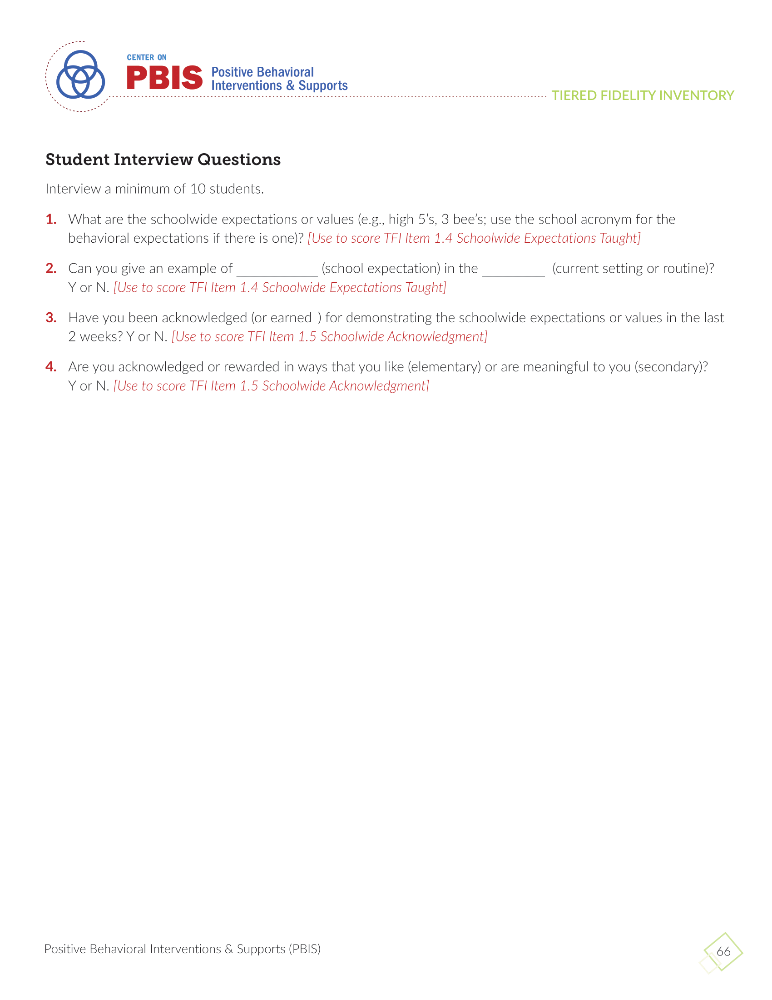 CENTER ON
PBIS
Positive Behavioral
Interventions & Supports
TIERED FIDELITY INVENTORY
Student Interview Questions
Interview a minimum of 10 students.
1. What are the schoolwide expectations or values (e.g., high 5’s, 3 bee’s; use the school acronym for the
behavioral expectations if there is one)? [Use to score TFI Item 1.4 Schoolwide Expectations Taught]
2. Can you give an example of ____________ (school expectation) in the _________ (current setting or routine)?
Y or N. [Use to score TFI Item 1.4 Schoolwide Expectations Taught]
3. Have you been acknowledged (or earned ) for demonstrating the schoolwide expectations or values in the last
2 weeks? Y or N. [Use to score TFI Item 1.5 Schoolwide Acknowledgment]
4. Are you acknowledged or rewarded in ways that you like (elementary) or are meaningful to you (secondary)?
Y or N. [Use to score TFI Item 1.5 Schoolwide Acknowledgment]
Positive Behavioral Interventions & Supports (PBIS)
66